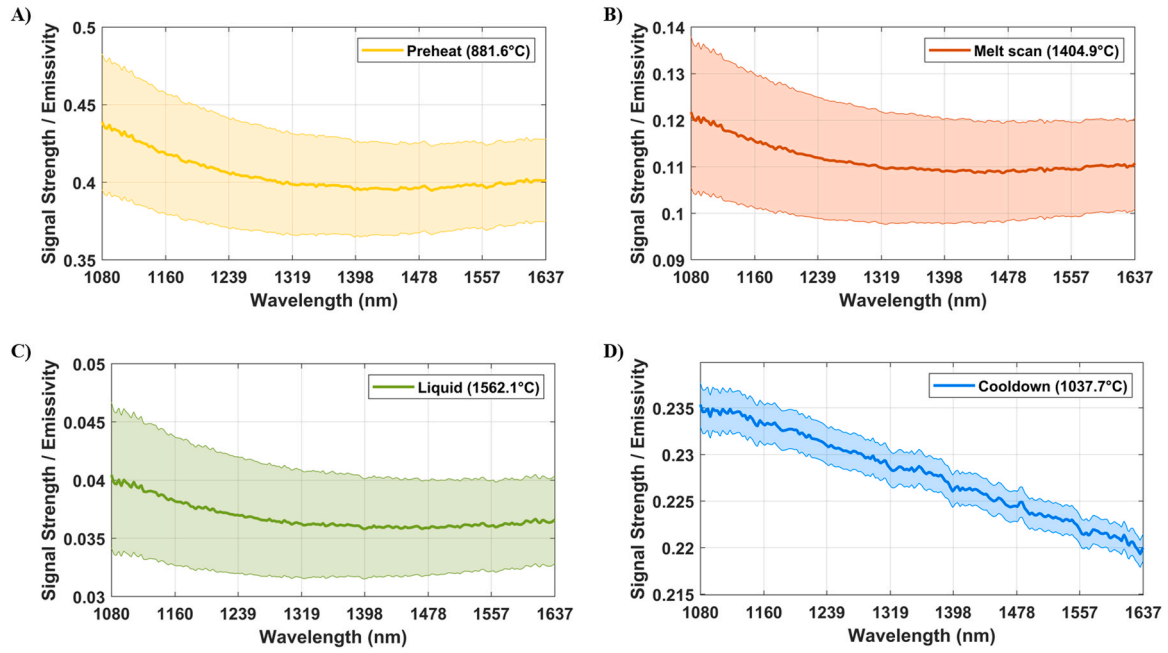 A)
Signal Strength / Emissivity
0.5
0.45
0.4
0.35
Preheat (881.6°C)
1080 1160 1239 1319 1398 1478 1557 1637
Wavelength (nm)
B)
Signal Strength / Emissivity
0.14
0.13
0.12
0.11
0.1
0.09
Melt scan (1404.9°C)
1080 1160 1239 1319 1398 1478 1557 1637
Wavelength (nm)
C)
Signal Strength / Emissivity
0.05
0.045
0.04
0.035
0.03
Liquid (1562.1°C)
1080 1160 1239 1319 1398 1478 1557 1637
Wavelength (nm)
D)
Signal Strength / Emissivity
0.235
0.23
0.225
0.22
0.215
Cooldown (1037.7°C)
1080 1160 1239 1319 1398 1478 1557 1637
Wavelength (nm)